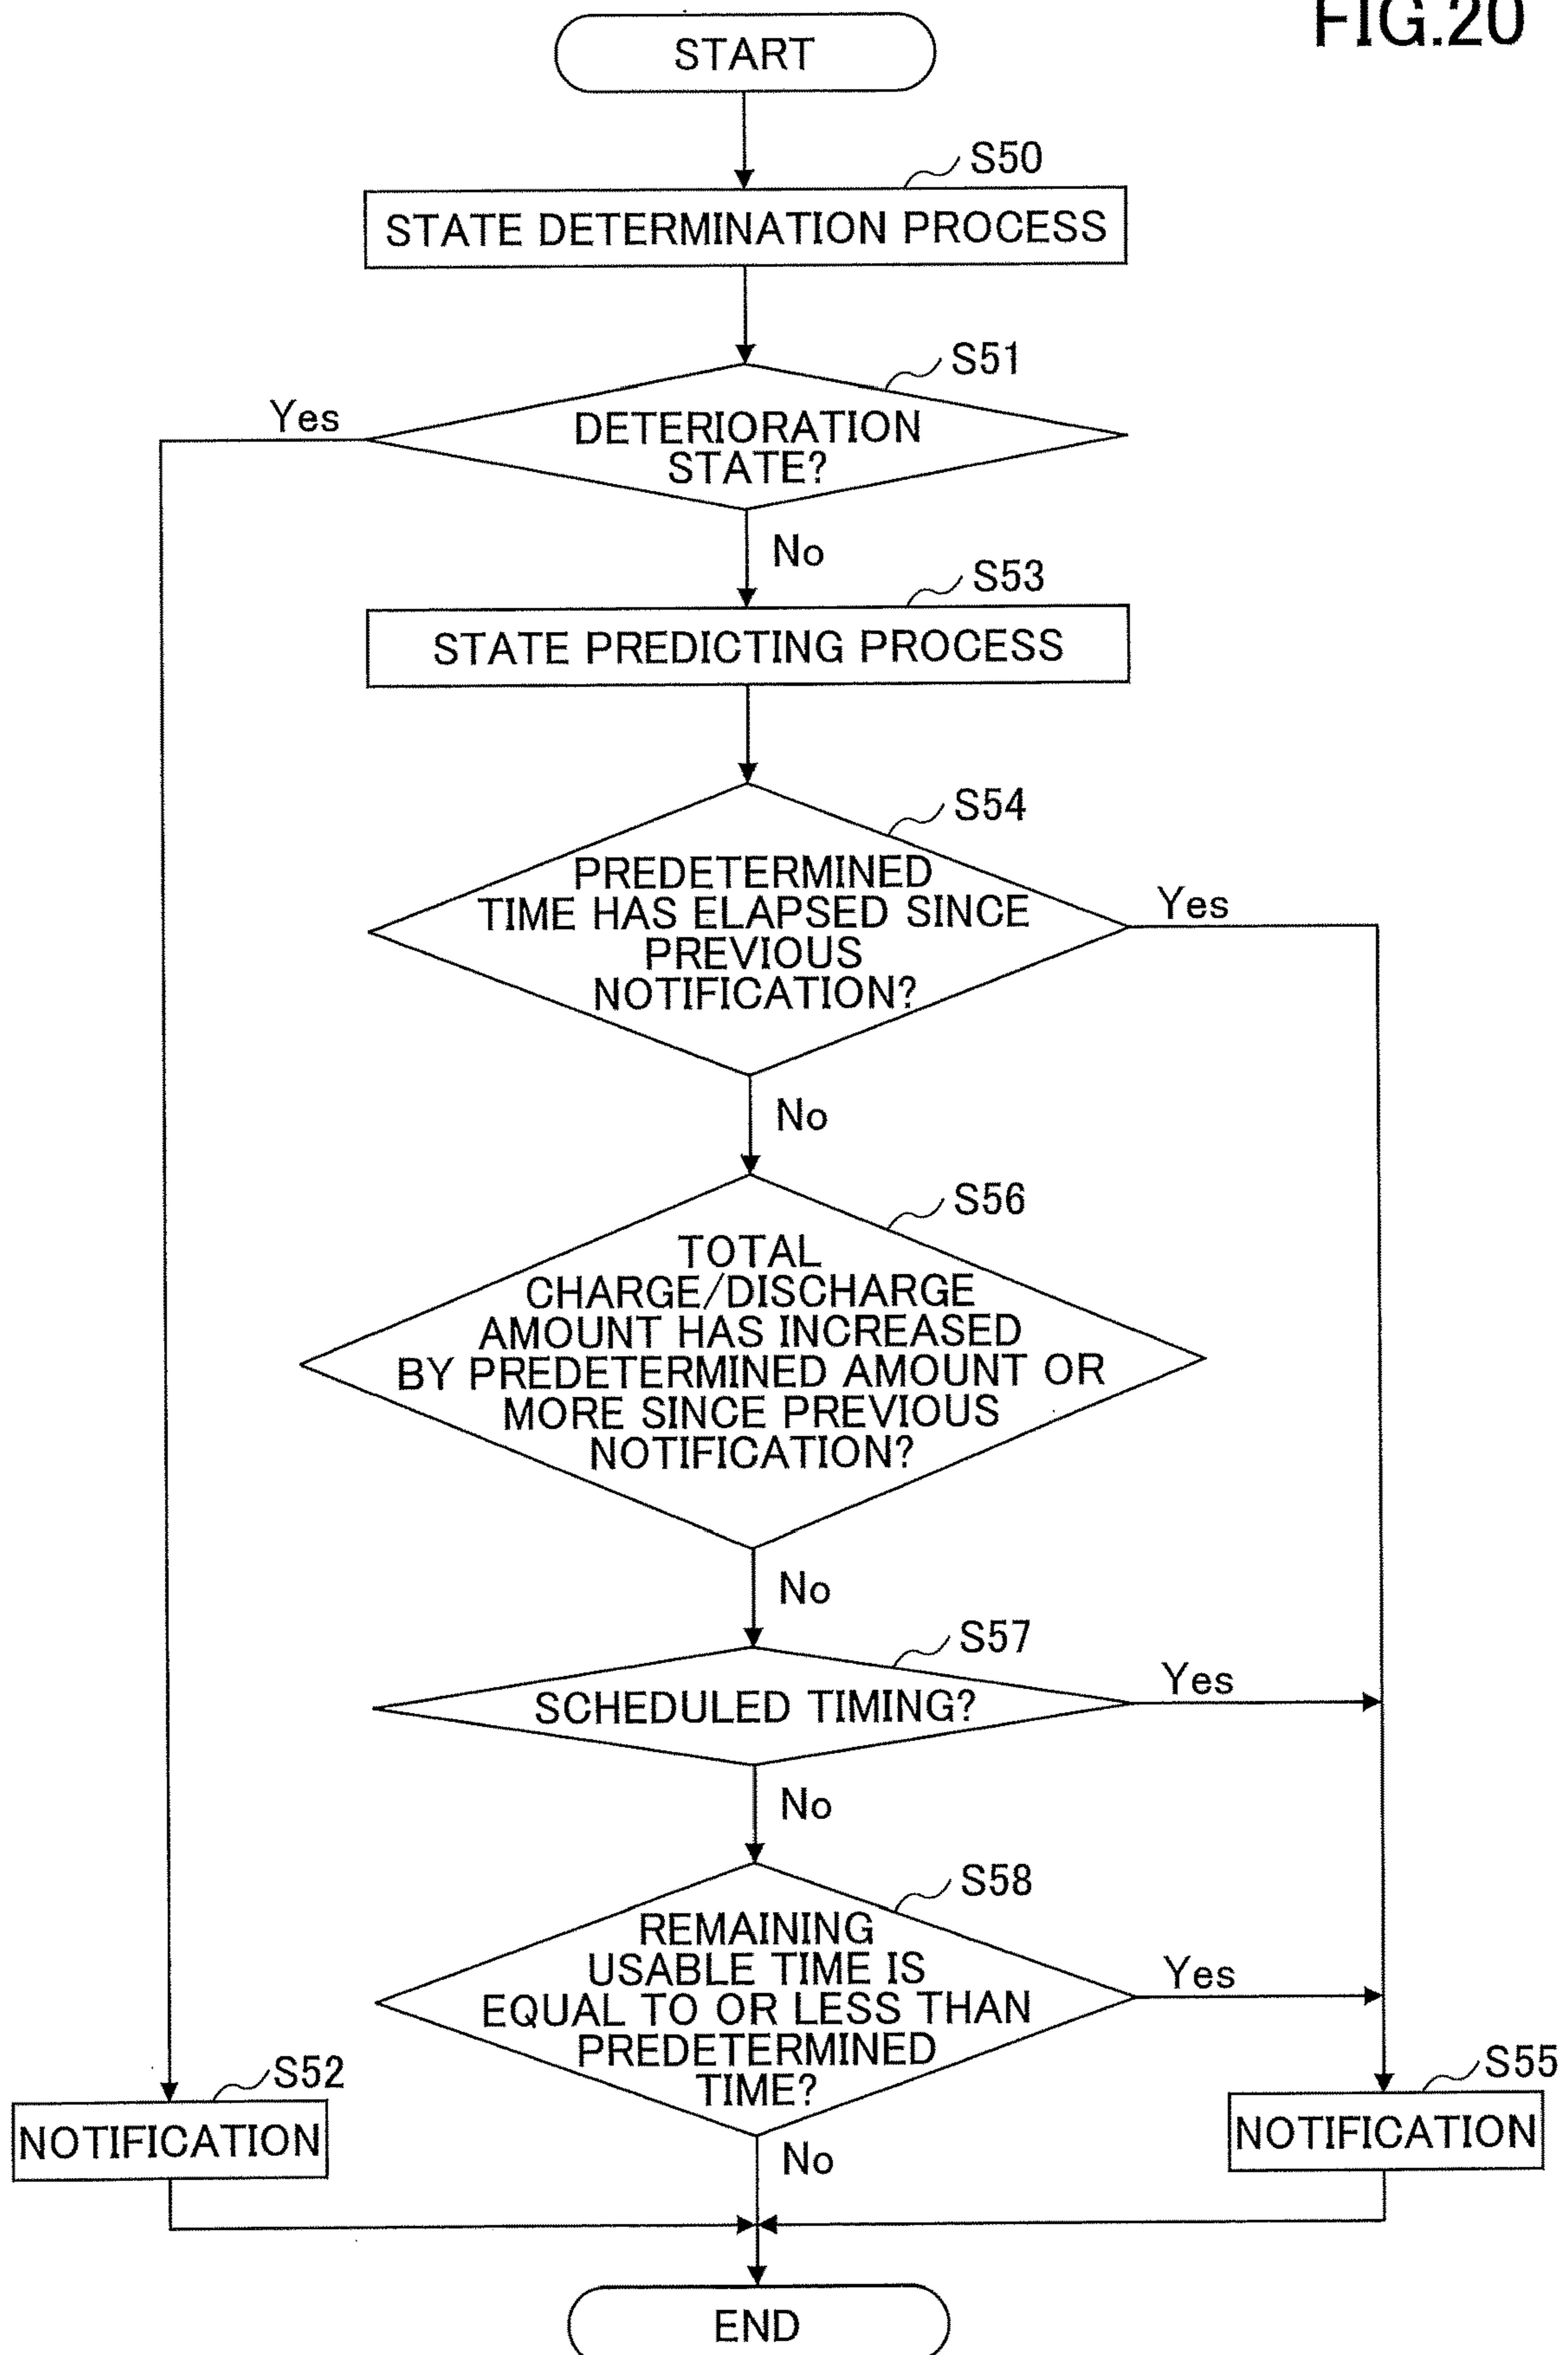 FIG.20
START
S50
STATE DETERMINATION PROCESS
S51
Yes
DETERIORATION
STATE?
No
S53
STATE PREDICTING PROCESS
S54
PREDETERMINED
TIME HAS ELAPSED SINCE
PREVIOUS
NOTIFICATION?
Yes
No
S56
TOTAL
CHARGE/DISCHARGE
AMOUNT HAS INCREASED
BY PREDETERMINED AMOUNT OR
MORE SINCE PREVIOUS
NOTIFICATION?
No
S57
SCHEDULED TIMING?
Yes
No
S58
REMAINING
USABLE TIME IS
EQUAL TO OR LESS THAN
PREDETERMINED
TIME?
Yes
S52
NOTIFICATION
S55
NOTIFICATION
No
END